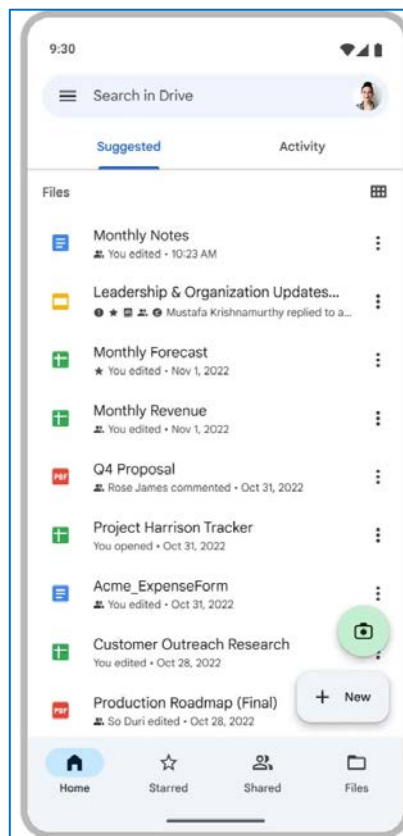 9:30
Search in Drive
Suggested Activity
Files
Monthly Notes
You edited • 10:23 AM
Leadership & Organization Updates...
Mustafa Krishnamurthy replied to a...
Monthly Forecast
You edited • Nov 1, 2022
Monthly Revenue
You edited • Nov 1, 2022
PDF
Q4 Proposal
Rose James commented • Oct 31, 2022
Project Harrison Tracker
You opened • Oct 31, 2022
Acme_ExpenseForm
You edited • Oct 31, 2022
Customer Outreach Research
You edited • Oct 28, 2022
+ New
PDF
Production Roadmap (Final)
So Duri edited • Oct 28, 2022
Home Starred Shared Files